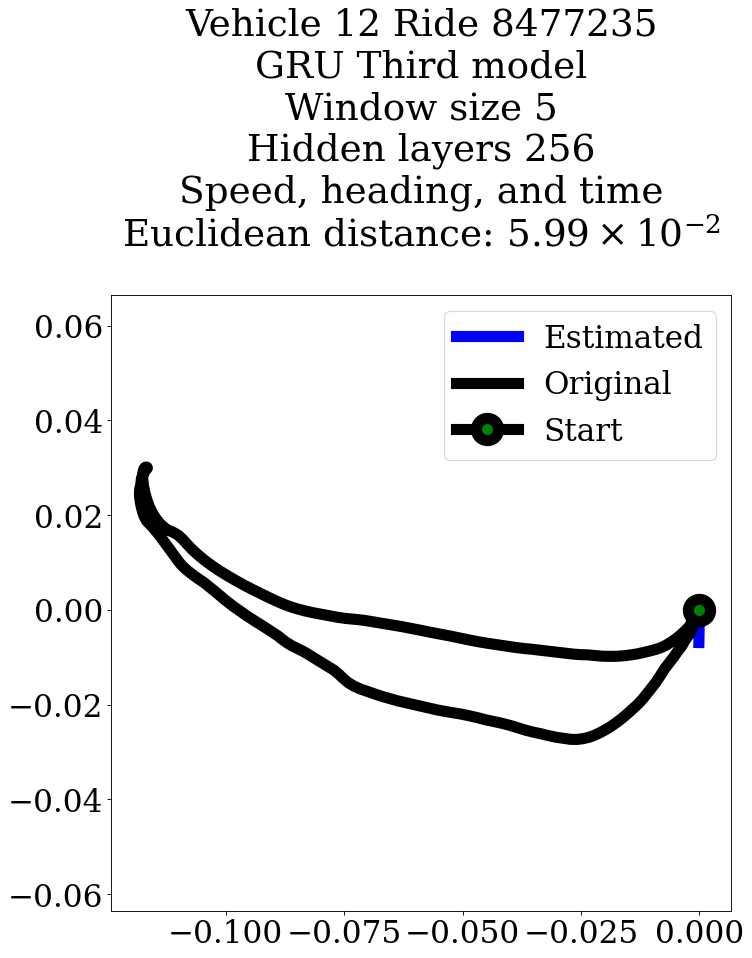 Vehicle 12 Ride 8477235
GRU Third model
Window size 5
Hidden layers 256
Speed, heading, and time
Euclidean distance: 5.99 × 10⁻²
Estimated
Original
Start
0.06
0.04
0.02
0.00
−0.02
−0.04
−0.06
−0.100 −0.075 −0.050 −0.025 0.000